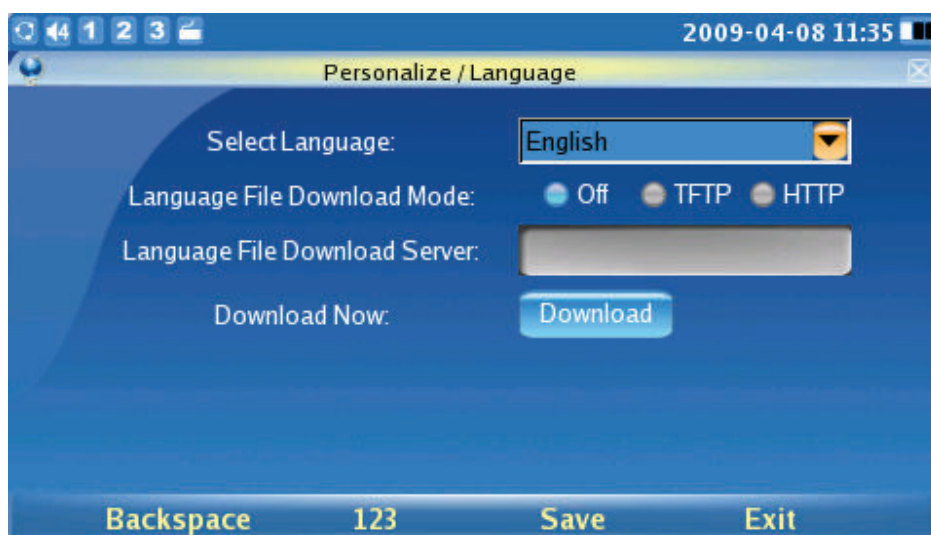 4 1 2 3 2009-04-08 11:35
Personalize / Language
Select Language: English
Language File Download Mode: Off TFTP HTTP
Language File Download Server:
Download Now: Download
Backspace 123 Save Exit